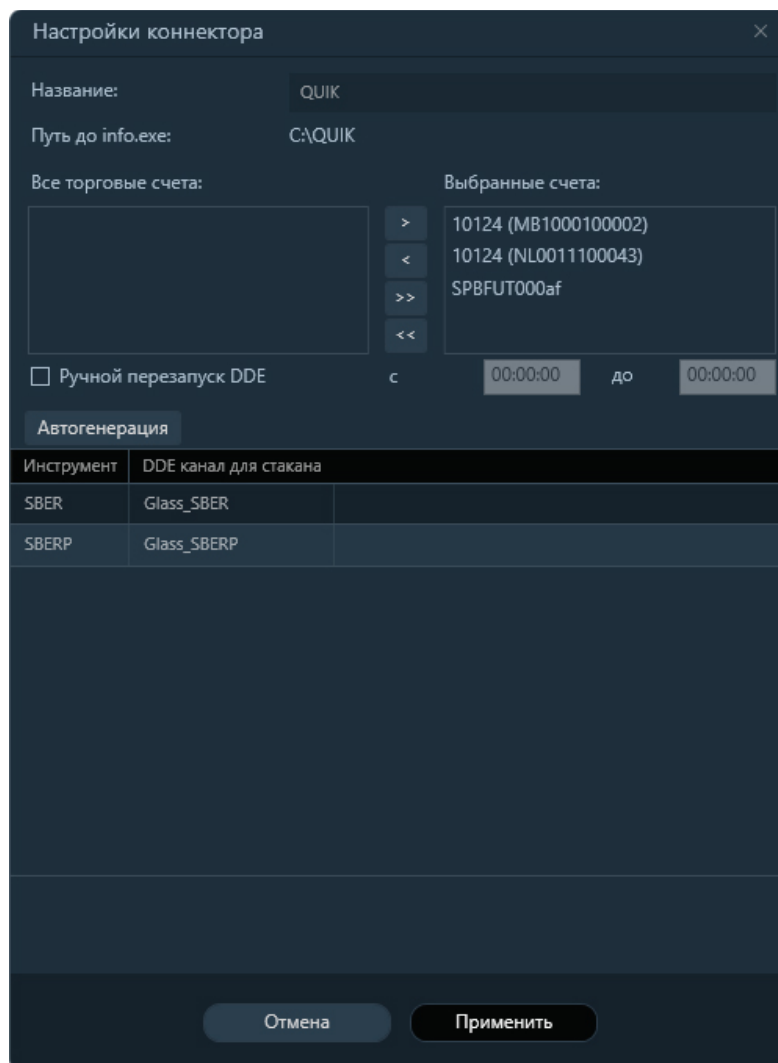 Настройки коннектора ×
Название: QUIK
Путь до info.exe: C:\QUIK
Все торговые счета: Выбранные счета:
> 10124 (MB1000100002)
< 10124 (NL0011100043)
>> SPBFUT000af
<<
Ручной перезапуск DDE с 00:00:00 до 00:00:00
Автогенерация
Инструмент DDE канал для стакана
SBER Glass_SBER
SBERP Glass_SBERP
Отмена Применить